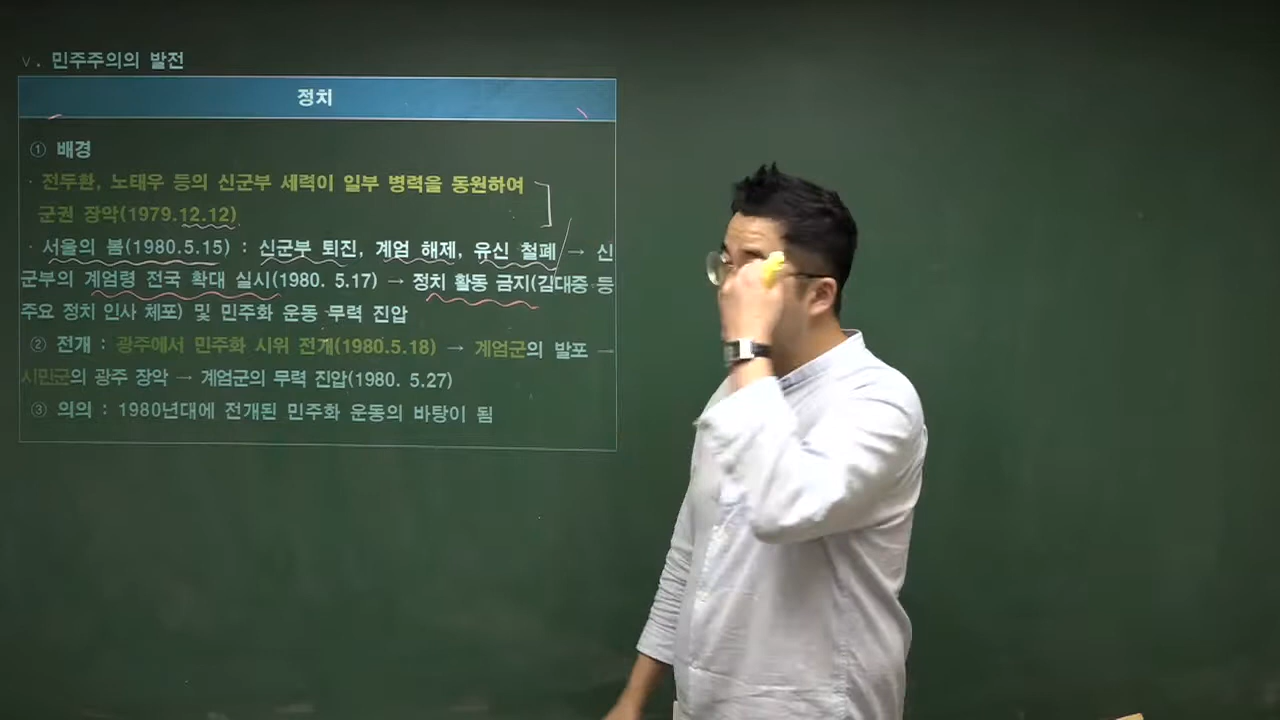 v. 민주주의의 발전
정치
① 배경
· 전두환, 노태우 등의 신군부 세력이 일부 병력을 동원하여
군권 장악(1979.12.12)
· 서울의 봄(1980.5.15) : 신군부 퇴진, 계엄 해제, 유신 철폐 → 신
군부의 계엄령 전국 확대 실시(1980. 5.17) → 정치 활동 금지(김대중 등
주요 정치 인사 체포) 및 민주화 운동 무력 진압
② 전개 : 광주에서 민주화 시위 전개(1980.5.18) → 계엄군의 발포 →
시민군의 광주 장악 → 계엄군의 무력 진압(1980. 5.27)
③ 의의 : 1980년대에 전개된 민주화 운동의 바탕이 됨